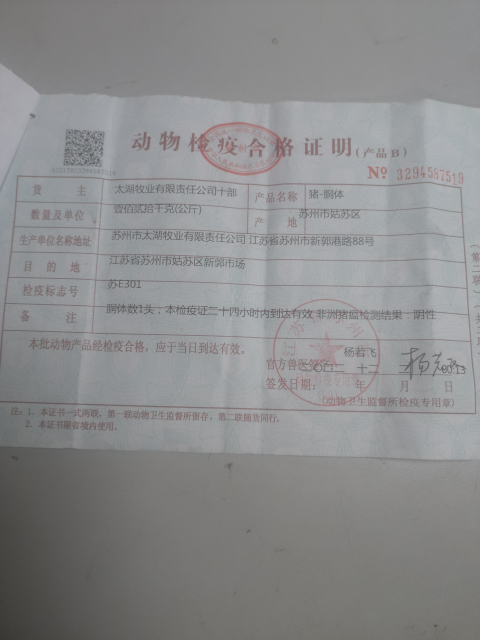 动物检疫合格证明(产品B)
№ 3294587519
货主 太湖牧业有限责任公司十部 产品名称 猪-胴体
数量及单位 壹佰贰拾千克(公斤) 产地 苏州市姑苏区
生产单位名称地址 苏州市太湖牧业有限责任公司 江苏省苏州市新郭港路88号
目的地 江苏省苏州市姑苏区新郭市场
检疫标志号 苏E301
备注 胴体数1头；本检疫证二十四小时内到达有效 非洲猪瘟检测结果：阴性
本批动物产品经检疫合格，应于当日到达有效。
杨若飞
官方兽医签字：
签发日期： 年 月 日
(动物卫生监督所检疫专用章)
注：1. 本证书一式两联，第一联动物卫生监督所留存，第二联随货同行。
2. 本证书限省境内使用。